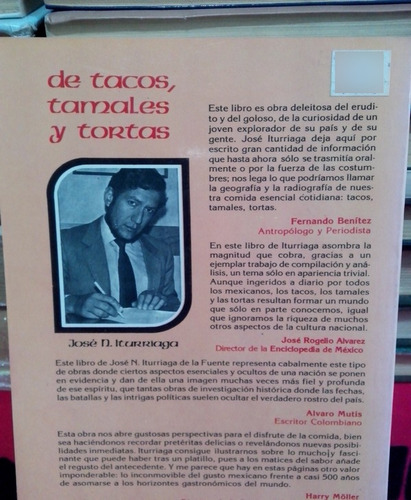 de tacos,
tamales
y tortas
Este libro es obra deleitosa del erudi-
to y del goloso, de la curiosidad de un
joven explorador de su país y de su
gente. José Iturriaga deja aquí por
escrito gran cantidad de información
que hasta ahora sólo se trasmitía oral-
mente o por la fuerza de las costum-
bres; nos lega lo que podríamos llamar
la geografía y la radiografía de nues-
tra comida esencial cotidiana: tacos,
tamales, tortas.
Fernando Benítez
Antropólogo y Periodista
En este libro de Iturriaga asombra la
magnitud que cobra, gracias a un
ejemplar trabajo de compilación y aná-
lisis, un tema sólo en apariencia trivial.
Aunque ingeridos a diario por todos
los mexicanos, los tacos, los tamales
y las tortas resultan formar un mundo
que sólo en parte conocemos, igual
que ignoramos la riqueza de muchos
otros aspectos de la cultura nacional.
José N. Iturriaga
José Rogelio Alvarez
Director de la Enciclopedia de México
Este libro de José N. Iturriaga de la Fuente representa cabalmente este tipo
de obras donde ciertos aspectos esenciales y ocultos de una nación se ponen
en evidencia y dan de ella una imagen muchas veces más fiel y profunda
de ese espíritu, que tantas obras de investigación histórica donde las fechas,
las batallas y las intrigas políticas suelen ocultar el verdadero rostro del país.
Alvaro Mutis
Escritor Colombiano
Esta obra nos abre gustosas perspectivas para el disfrute de la comida, bien
sea haciéndonos recordar pretéritas delicias o revelándonos nuevas posibi-
lidades inmediatas. Iturriaga consigue ilustrarnos sobre lo mucho y fasci-
nante que puede haber tras un platillo, pues a los matices del sabor añade
el regusto del antecedente. Y me parece que hay en estas páginas otro valor
imponderable: lo inconmovible del gusto mexicano frente a casi 500 años
de asomarse a los horizontes gastronómicos del mundo.
Harry Möller